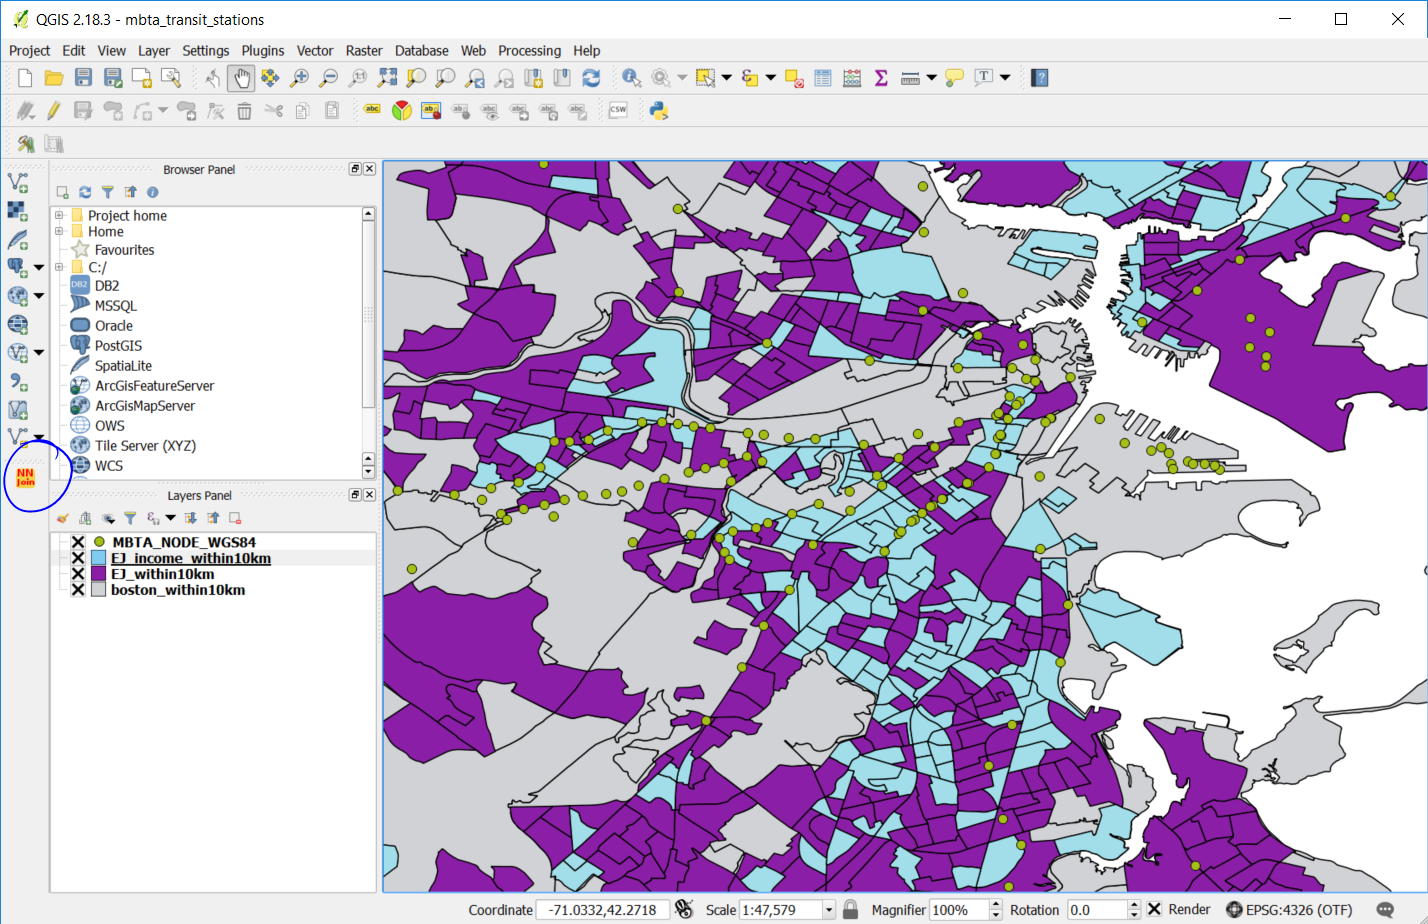 QGIS 2.18.3 - mbta_transit_stations
Project Edit View Layer Settings Plugins Vector Raster Database Web Processing Help
abc
CSW
NN
Join
Browser Panel
Project home
Home
Favourites
C:/
DB2 DB2
MSSQL
Oracle
PostGIS
SpatiaLite
ArcGisFeatureServer
ArcGisMapServer
OWS
Tile Server (XYZ)
WCS
Layers Panel
MBTA_NODE_WGS84
EJ_income_within10km
EJ_within10km
boston_within10km
Coordinate -71.0332,42.2718 Scale 1:47,579 Magnifier 100% Rotation 0.0 Render EPSG:4326 (OTF)